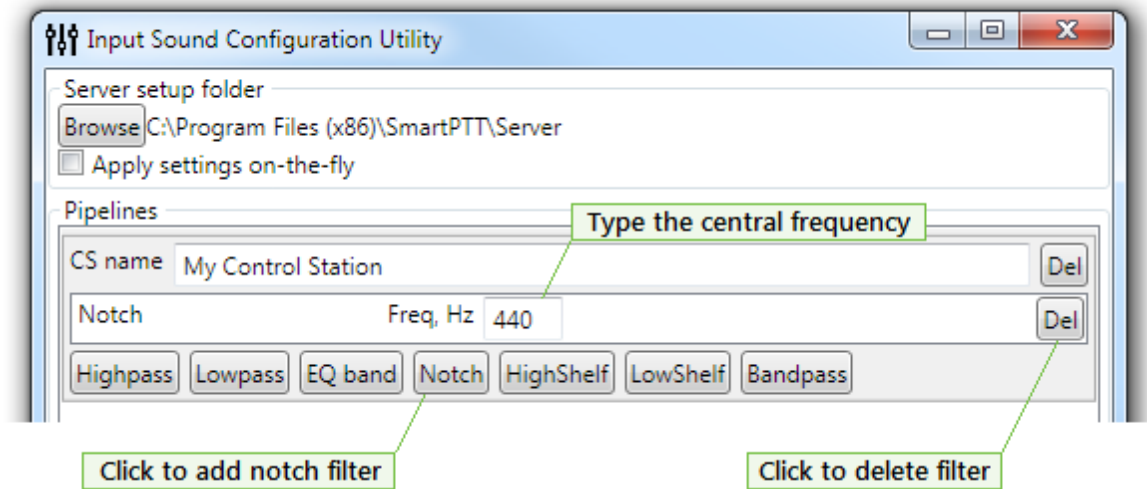 Input Sound Configuration Utility
Server setup folder
Browse C:\Program Files (x86)\SmartPTT\Server
Apply settings on-the-fly
Pipelines
Type the central frequency
CS name My Control Station Del
Notch Freq, Hz 440 Del
Highpass Lowpass EQ band Notch HighShelf LowShelf Bandpass
Click to add notch filter Click to delete filter